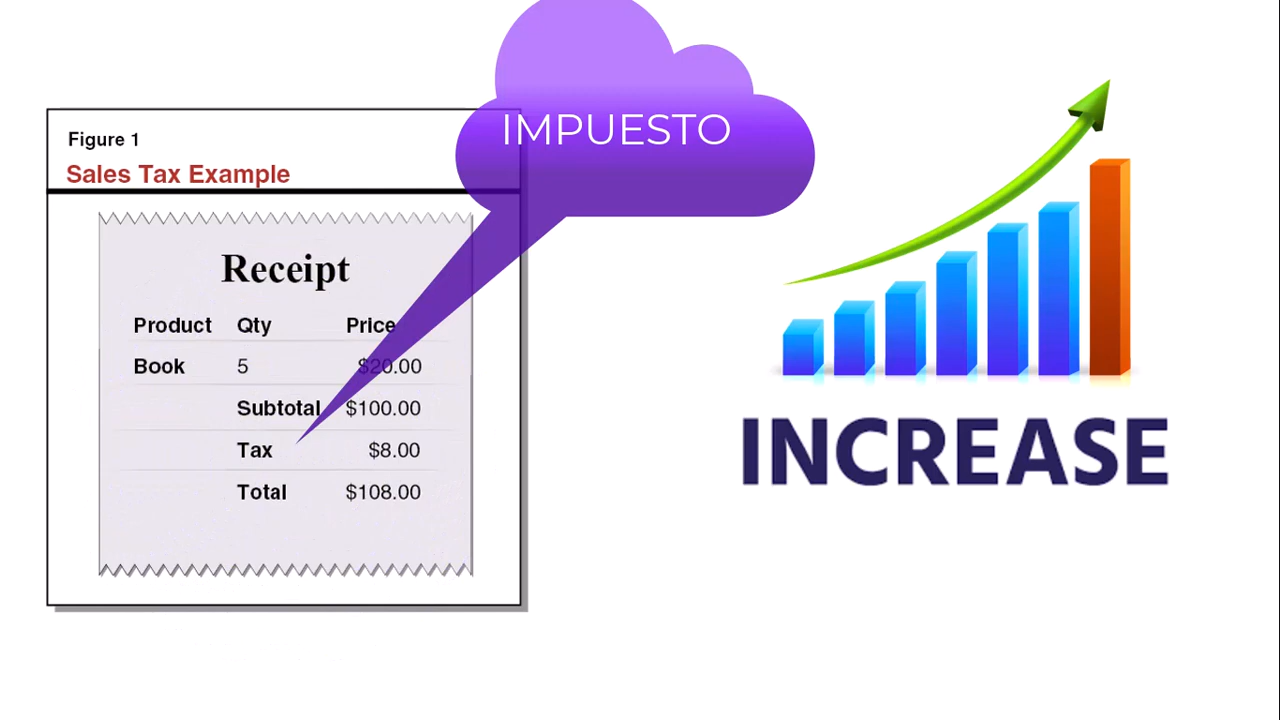 IMPUESTO
Figure 1
Sales Tax Example
Receipt
Product Qty Price
Book 5 $20.00
Subtotal $100.00
Tax $8.00
Total $108.00
INCREASE